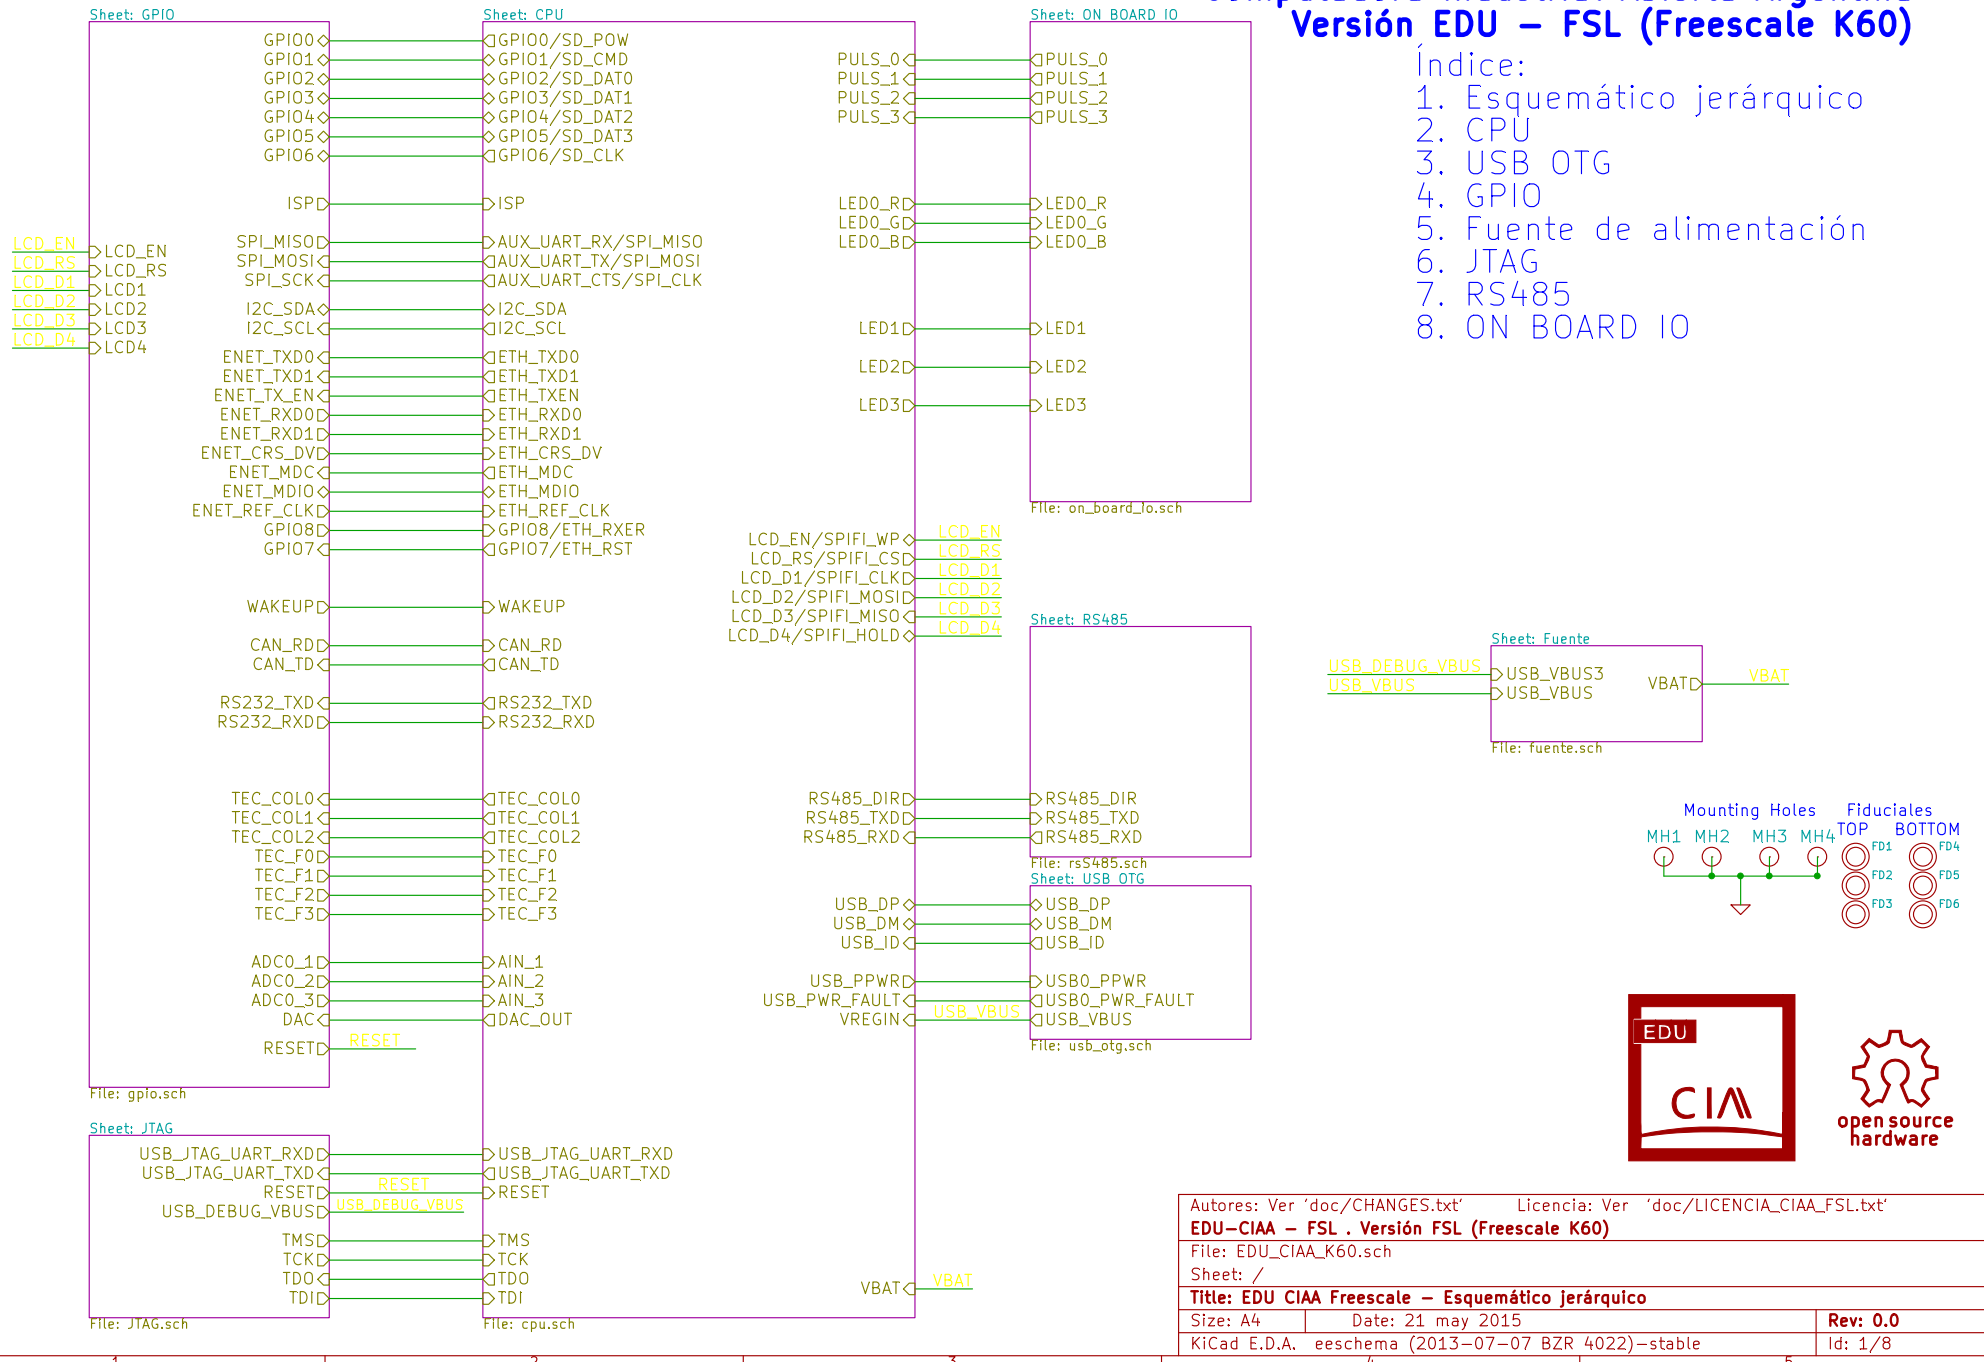 Sheet: GPIO
GPIO0
GPIO1
GPIO2
GPIO3
GPIO4
GPIO5
GPIO6
ISP
SPI_MISO
SPI_MOSI
SPI_SCK
I2C_SDA
I2C_SCL
ENET_TXD0
ENET_TXD1
ENET_TX_EN
ENET_RXD0
ENET_RXD1
ENET_CRS_DV
ENET_MDC
ENET_MDIO
ENET_REF_CLK
GPIO8
GPIO7
WAKEUP
CAN_RD
CAN_TD
RS232_TXD
RS232_RXD
TEC_COL0
TEC_COL1
TEC_COL2
TEC_F0
TEC_F1
TEC_F2
TEC_F3
ADC0_1
ADC0_2
ADC0_3
DAC
RESET
RESET
LCD_EN
LCD_RS
LCD_D1
LCD_D2
LCD_D3
LCD_D4
LCD_EN
LCD_RS
LCD1
LCD2
LCD3
LCD4
File: gpio.sch
Sheet: JTAG
USB_JTAG_UART_RXD
USB_JTAG_UART_TXD
RESET
USB_DEBUG_VBUS
TMS
TCK
TDO
TDI
RESET
USB_DEBUG_VBUS
File: JTAG.sch
Sheet: CPU
GPIO0/SD_POW
GPIO1/SD_CMD
GPIO2/SD_DAT0
GPIO3/SD_DAT1
GPIO4/SD_DAT2
GPIO5/SD_DAT3
GPIO6/SD_CLK
ISP
AUX_UART_RX/SPI_MISO
AUX_UART_TX/SPI_MOSI
AUX_UART_CTS/SPI_CLK
I2C_SDA
I2C_SCL
ETH_TXD0
ETH_TXD1
ETH_TXEN
ETH_RXD0
ETH_RXD1
ETH_CRS_DV
ETH_MDC
ETH_MDIO
ETH_REF_CLK
GPIO8/ETH_RXER
GPIO7/ETH_RST
WAKEUP
CAN_RD
CAN_TD
RS232_TXD
RS232_RXD
TEC_COL0
TEC_COL1
TEC_COL2
TEC_F0
TEC_F1
TEC_F2
TEC_F3
AIN_1
AIN_2
AIN_3
DAC_OUT
USB_JTAG_UART_RXD
USB_JTAG_UART_TXD
RESET
TMS
TCK
TDO
TDI
File: cpu.sch
PULS_0
PULS_1
PULS_2
PULS_3
LED0_R
LED0_G
LED0_B
LED1
LED2
LED3
LCD_EN/SPIFI_WP
LCD_RS/SPIFI_CS
LCD_D1/SPIFI_CLK
LCD_D2/SPIFI_MOSI
LCD_D3/SPIFI_MISO
LCD_D4/SPIFI_HOLD
LCD_EN
LCD_RS
LCD_D1
LCD_D2
LCD_D3
LCD_D4
RS485_DIR
RS485_TXD
RS485_RXD
USB_DP
USB_DM
USB_ID
USB_PPWR
USB_PWR_FAULT
VREGIN
USB_VBUS
VBAT
VBAT
Sheet: ON BOARD IO
PULS_0
PULS_1
PULS_2
PULS_3
LED0_R
LED0_G
LED0_B
LED1
LED2
LED3
File: on_board_io.sch
Sheet: RS485
RS485_DIR
RS485_TXD
RS485_RXD
File: rsS485.sch
Sheet: USB OTG
USB_DP
USB_DM
USB_ID
USB0_PPWR
USB0_PWR_FAULT
USB_VBUS
File: usb_otg.sch
Versión EDU - FSL (Freescale K60)
Índice:
1. Esquemático jerárquico
2. CPU
3. USB OTG
4. GPIO
5. Fuente de alimentación
6. JTAG
7. RS485
8. ON BOARD IO
Sheet: Fuente
USB_DEBUG_VBUS
USB_VBUS
USB_VBUS3
USB_VBUS
VBAT
VBAT
File: fuente.sch
Mounting Holes
MH1 MH2 MH3 MH4
Fiduciales
TOP BOTTOM
FD1 FD4
FD2 FD5
FD3 FD6
EDU
CIAA
open source
hardware
Autores: Ver 'doc/CHANGES.txt' Licencia: Ver 'doc/LICENCIA_CIAA_FSL.txt'
EDU-CIAA - FSL . Versión FSL (Freescale K60)
File: EDU_CIAA_K60.sch
Sheet: /
Title: EDU CIAA Freescale - Esquemático jerárquico
Size: A4 Date: 21 may 2015 Rev: 0.0
KiCad E.D.A. eeschema (2013-07-07 BZR 4022)-stable Id: 1/8